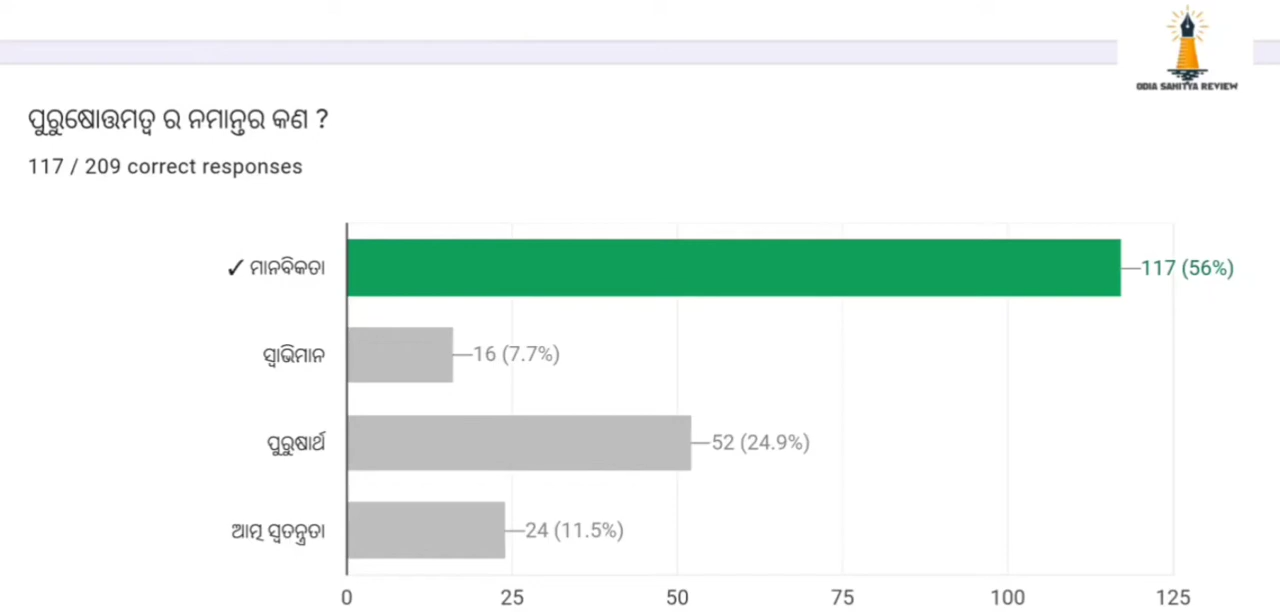 ODIA SAHITYA REVIEW
ପୁରୁଷୋତ୍ତମତ୍ୱ ର ନମାନ୍ତର କଣ ?
117 / 209 correct responses
✓ ମାନବିକତା
117 (56%)
ସ୍ୱାଭିମାନ
16 (7.7%)
ପୁରୁଷାର୍ଥ
52 (24.9%)
ଆତ୍ମ ସ୍ୱତନ୍ତ୍ରତା
24 (11.5%)
0 25 50 75 100 125